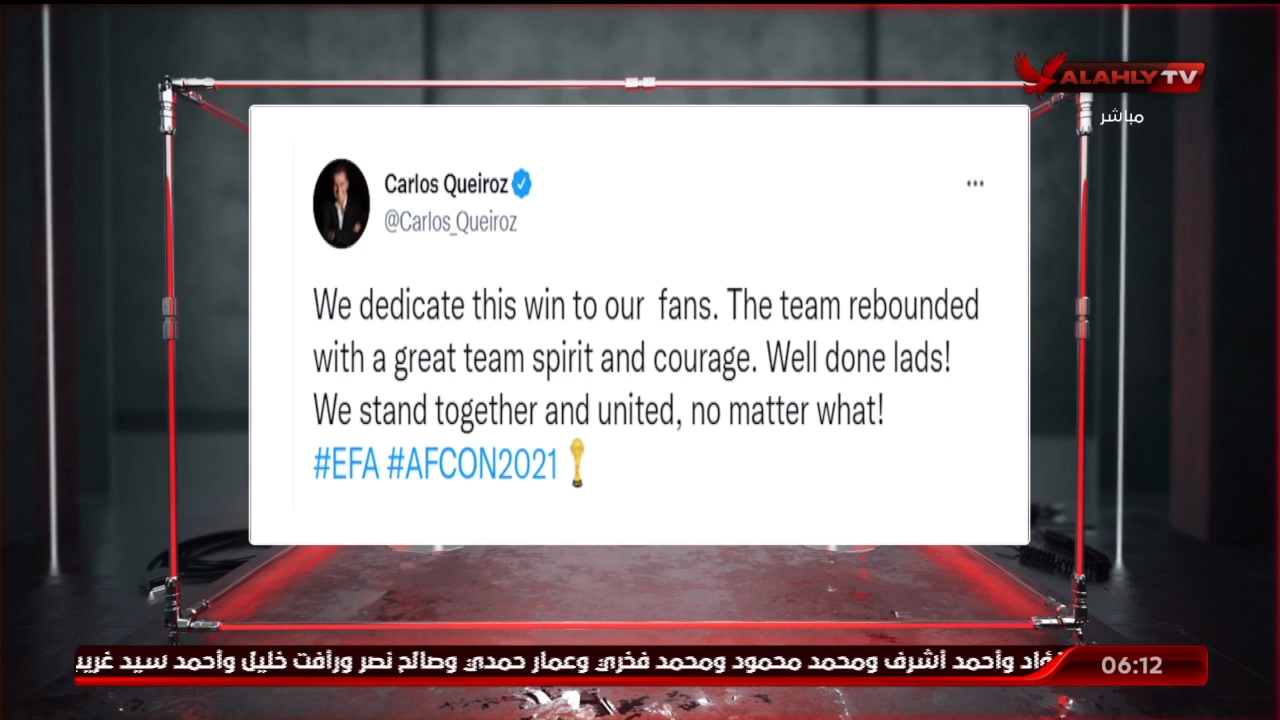 ALAHLY TV
مباشر
Carlos Queiroz
@Carlos_Queiroz
We dedicate this win to our fans. The team rebounded
with a great team spirit and courage. Well done lads!
We stand together and united, no matter what!
#EFA #AFCON2021
وأحمد أشرف ومحمد محمود ومحمد فخري وعمار حمدي وصالح نصر ورأفت خليل وأحمد سيد
06:12